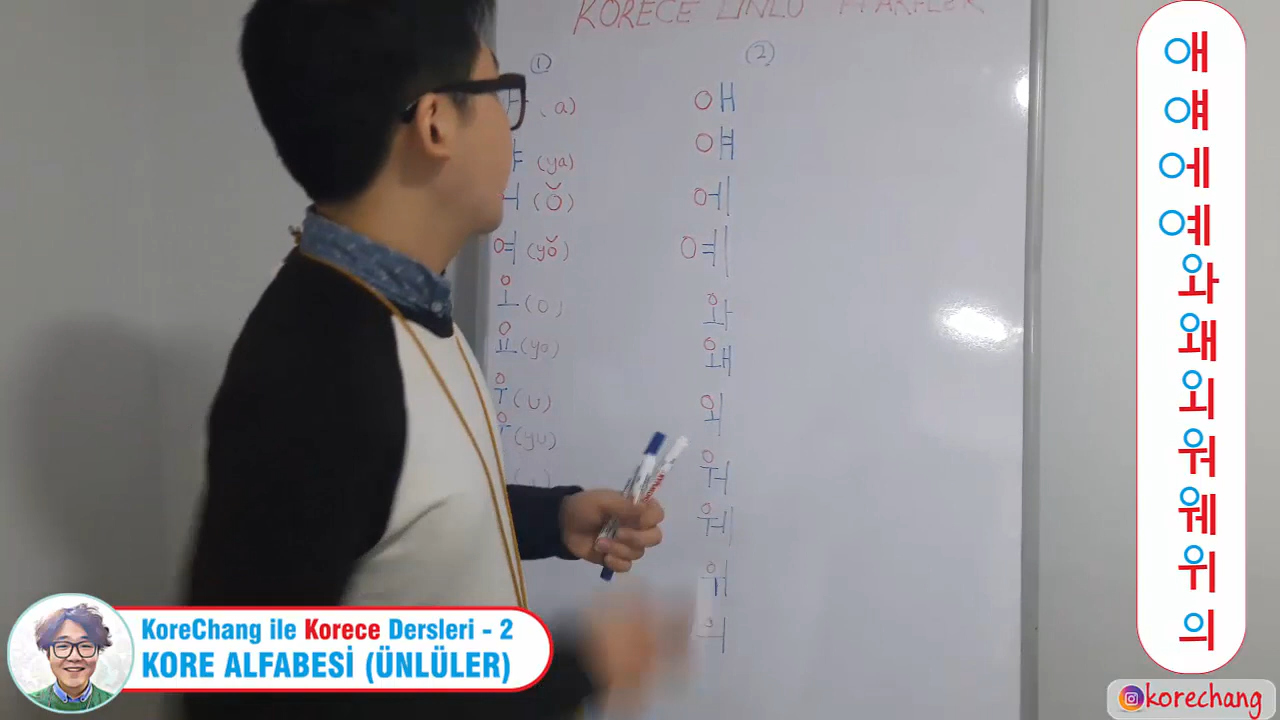 KORECE ÜNLÜ HARFLER
①
(a)
(ya)
(ŏ)
여 (yŏ)
오 (o)
요 (yo)
우 (u)
(yu)
②
애
얘
에
예
와
왜
외
워
웨
위
의
애
얘
에
예
와
왜
외
워
웨
위
의
KoreChang ile Korece Dersleri - 2
KORE ALFABESİ (ÜNLÜLER)
@korechang